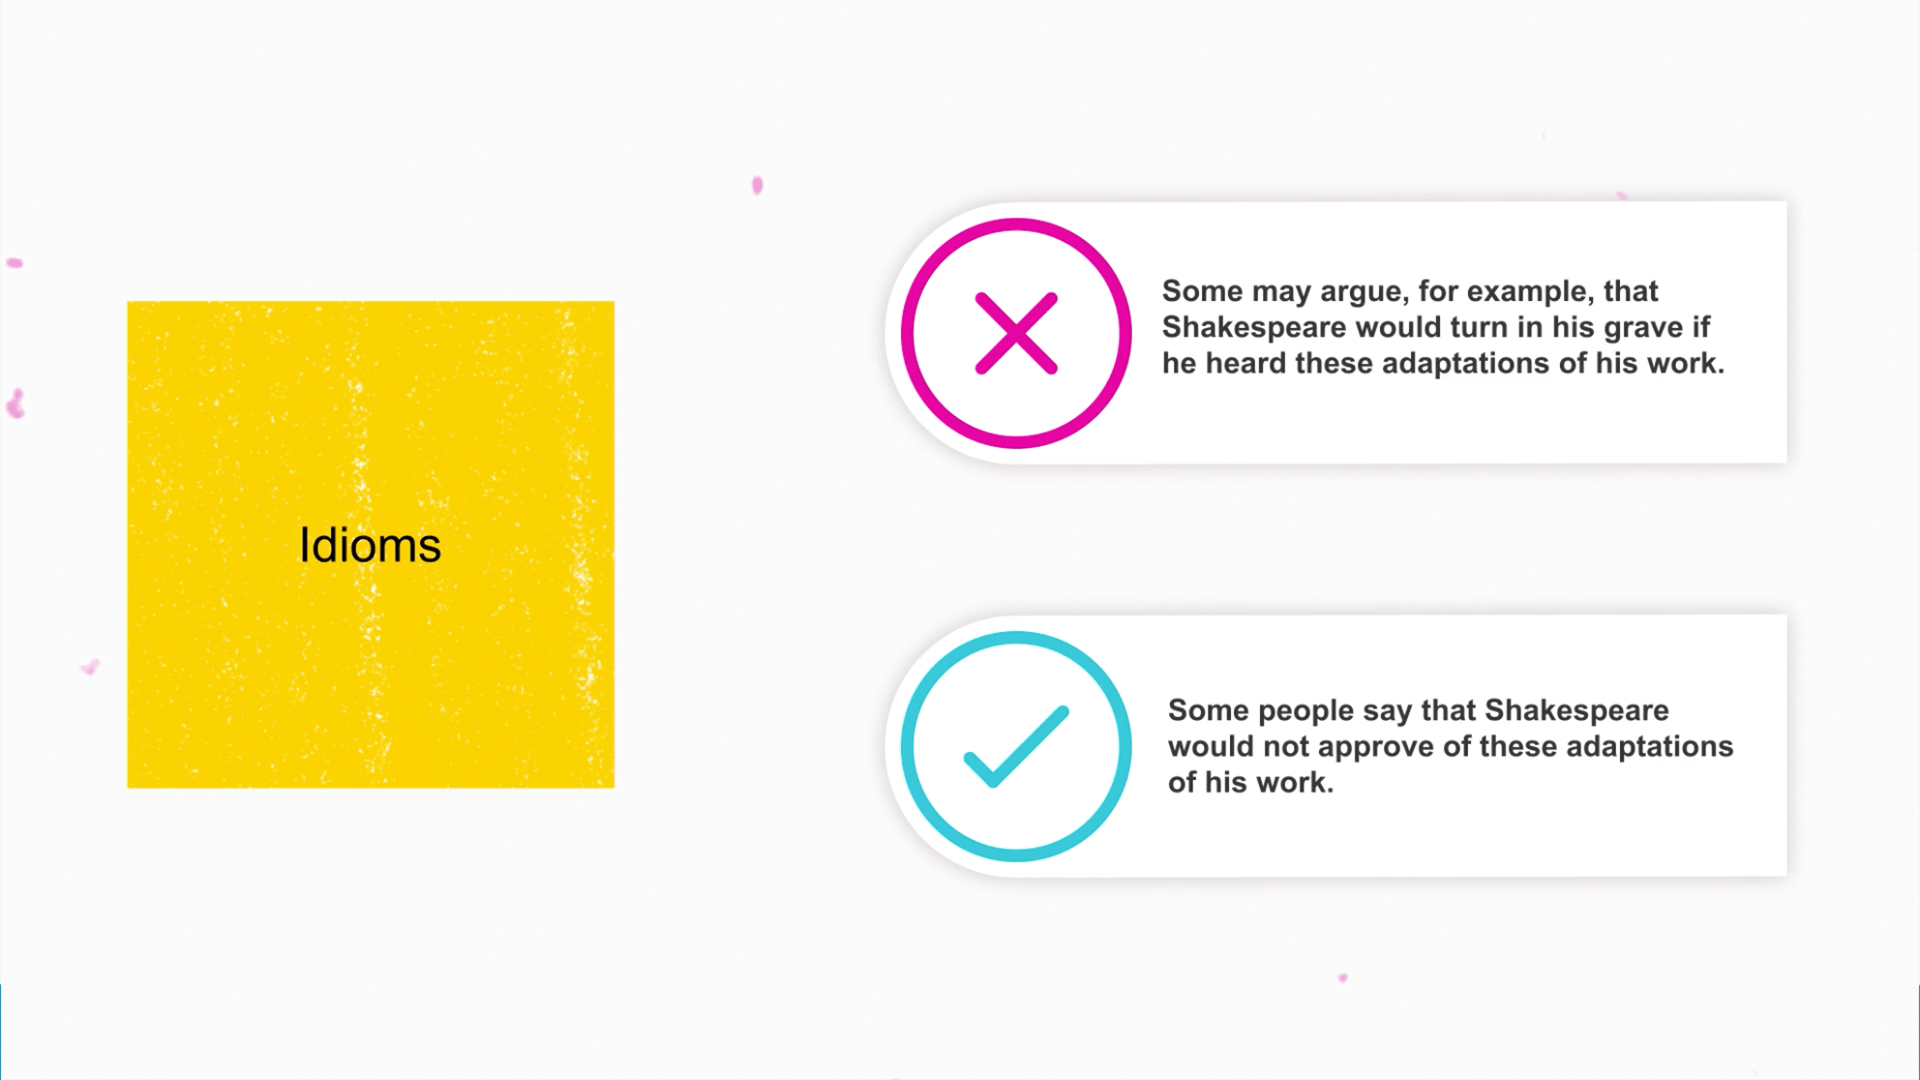 Idioms
Some may argue, for example, that
Shakespeare would turn in his grave if
he heard these adaptations of his work.
Some people say that Shakespeare
would not approve of these adaptations
of his work.